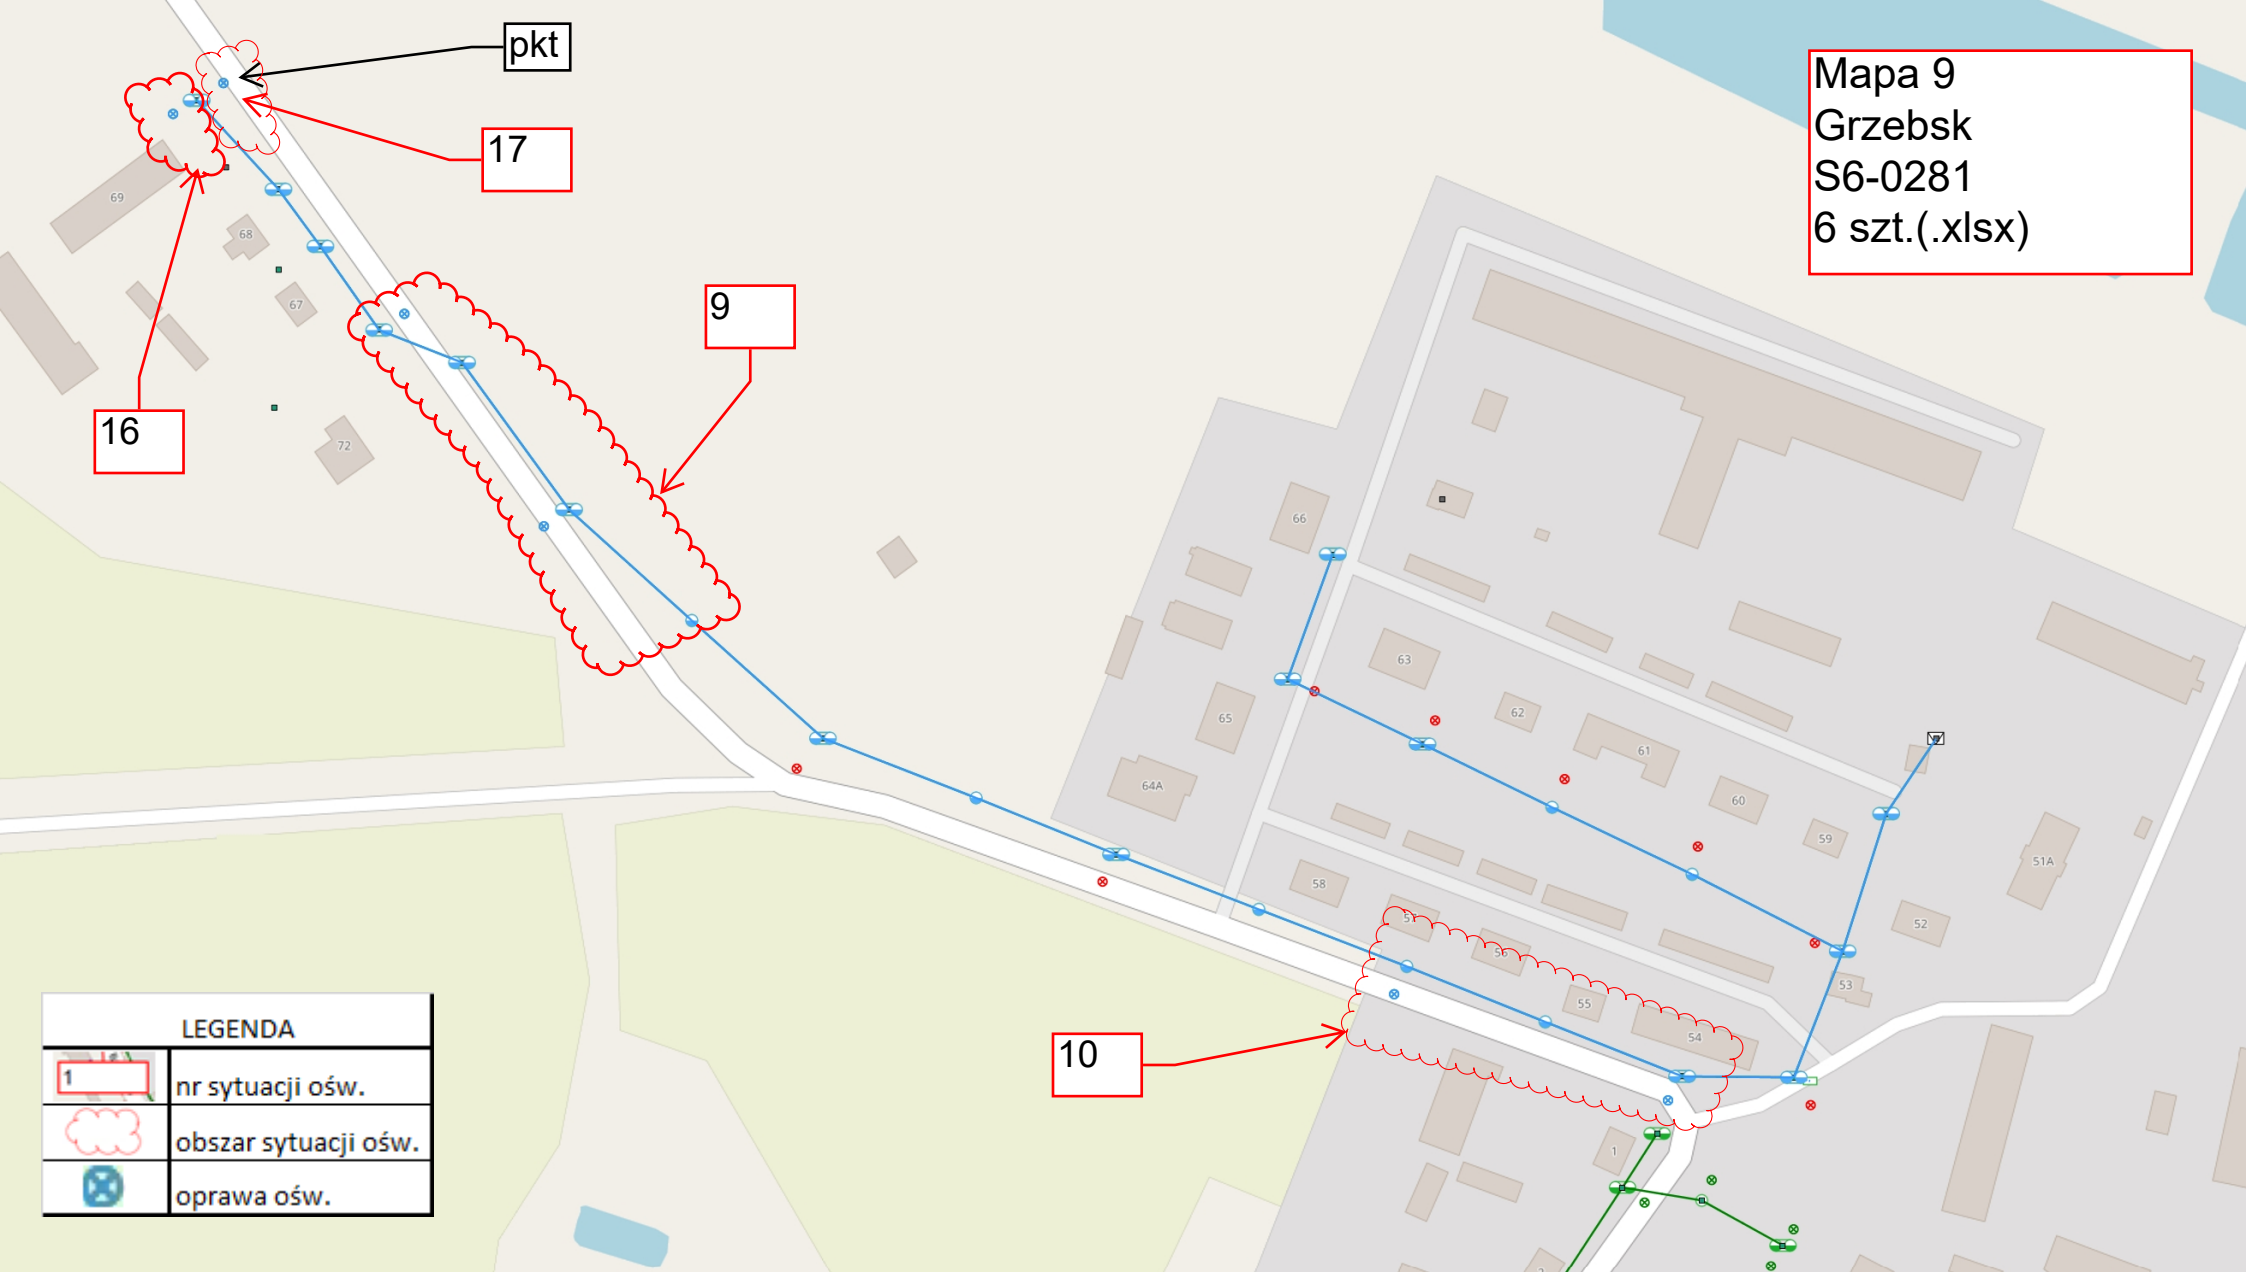 pkt
Mapa 9
Grzebsk
S6-0281
6 szt.(.xlsx)
17
69
68
9
67
16
72
66
63
62
65
61
64A
60
59
51A
58
52
57
56
53
55
54
10
1
LEGENDA
1
nr sytuacji ośw.
obszar sytuacji ośw.
oprawa ośw.